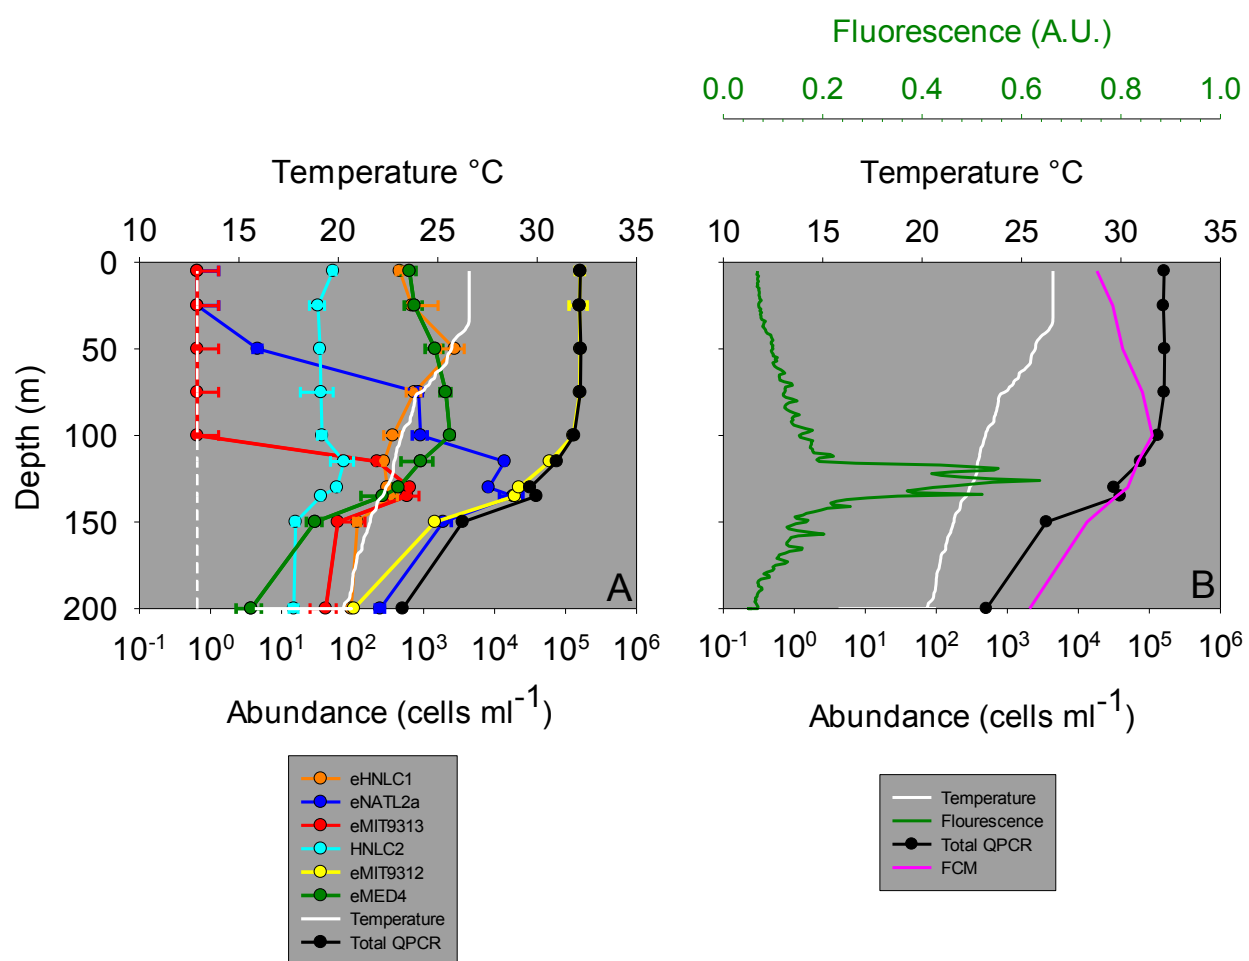 Fluorescence (A.U.)
0.0 0.2 0.4 0.6 0.8 1.0
Temperature °C
10 15 20 25 30 35
Temperature °C
10 15 20 25 30 35
Depth (m)
0
50
100
150
200
A
B
10-1 100 101 102 103 104 105 106
Abundance (cells ml-1)
10-1 100 101 102 103 104 105 106
Abundance (cells ml-1)
eHNLC1
eNATL2a
eMIT9313
HNLC2
eMIT9312
eMED4
Temperature
Total QPCR
Temperature
Flourescence
Total QPCR
FCM